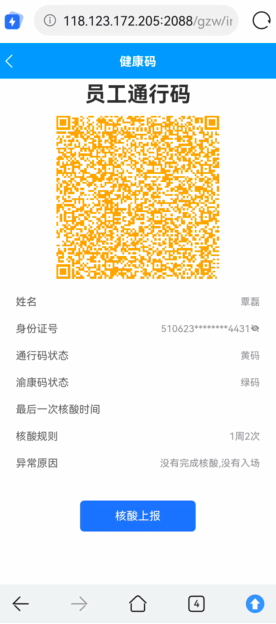 118.123.172.205:2088/gzw/ir
健康码
员工通行码
姓名 覃磊
身份证号 510623********4431
通行码状态 黄码
渝康码状态 绿码
最后一次核酸时间
核酸规则 1周2次
异常原因 没有完成核酸,没有入场
核酸上报
4